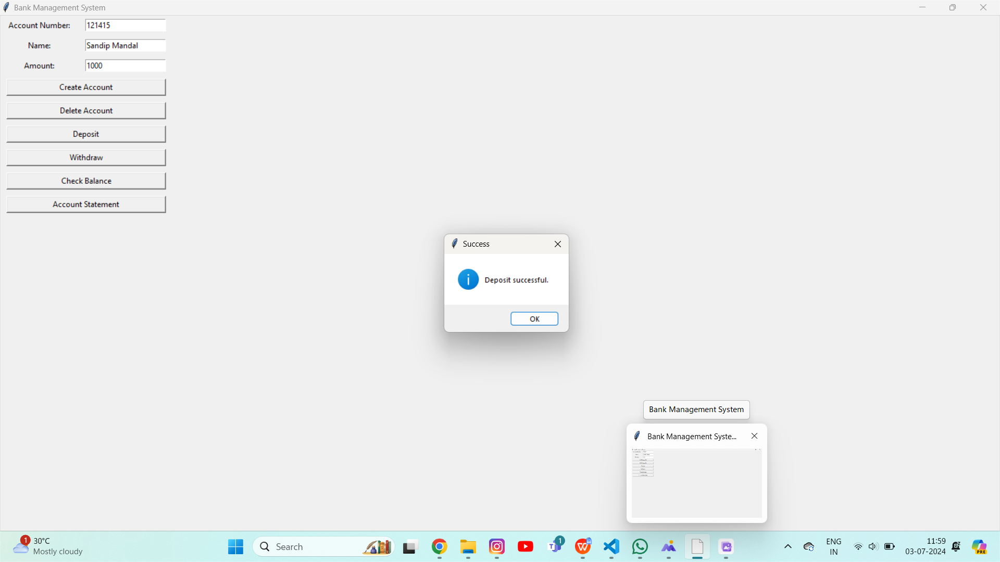 Bank Management System
Account Number: 121415
Name: Sandip Mandal
Amount: 1000
Create Account
Delete Account
Deposit
Withdraw
Check Balance
Account Statement
Success
i Deposit successful.
OK
Bank Management System
Bank Management Syste...
1
30°C
Mostly cloudy
Search
1
ENG
IN
11:59
03-07-2024
PRE